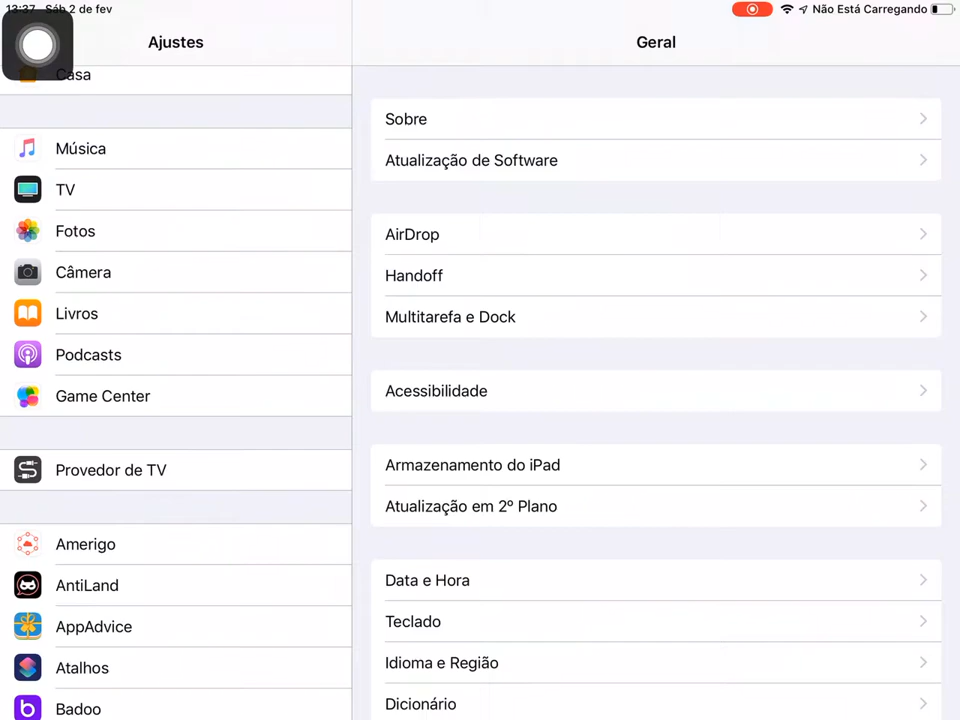 13:37 Sáb 2 de fev
Não Está Carregando
Ajustes
Casa
Música
TV
Fotos
Câmera
Livros
Podcasts
Game Center
Provedor de TV
Amerigo
AntiLand
AppAdvice
Atalhos
Badoo
Geral
Sobre
Atualização de Software
AirDrop
Handoff
Multitarefa e Dock
Acessibilidade
Armazenamento do iPad
Atualização em 2º Plano
Data e Hora
Teclado
Idioma e Região
Dicionário